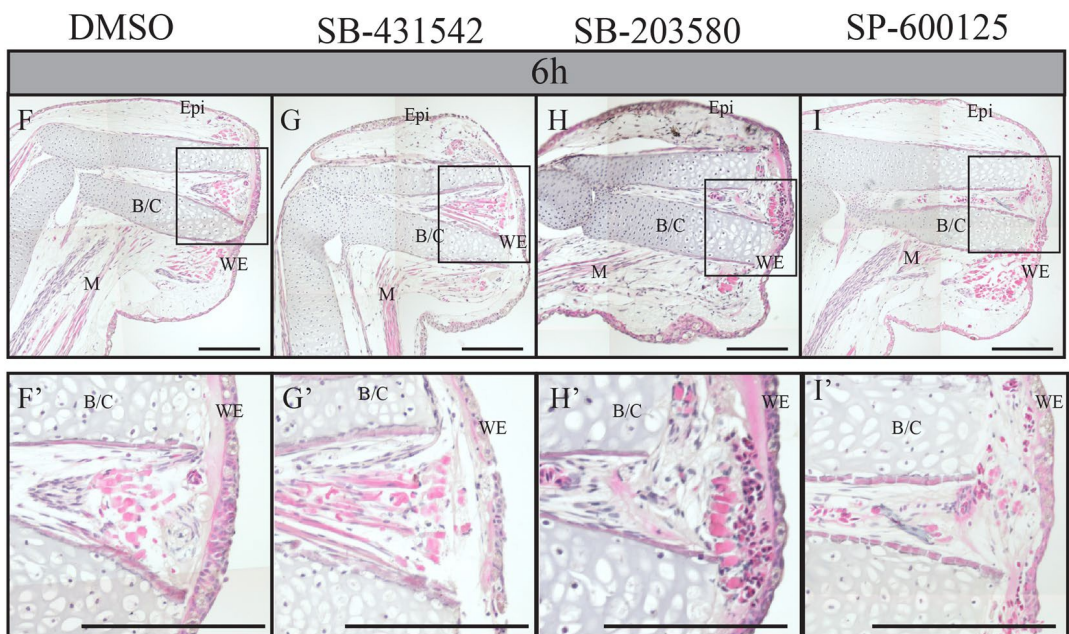 DMSO SB-431542 SB-203580 SP-600125
6h
F Epi B/C M WE
G Epi B/C M WE
H Epi B/C M WE
I Epi B/C M WE
F' B/C WE
G' B/C WE
H' B/C WE
I' B/C WE